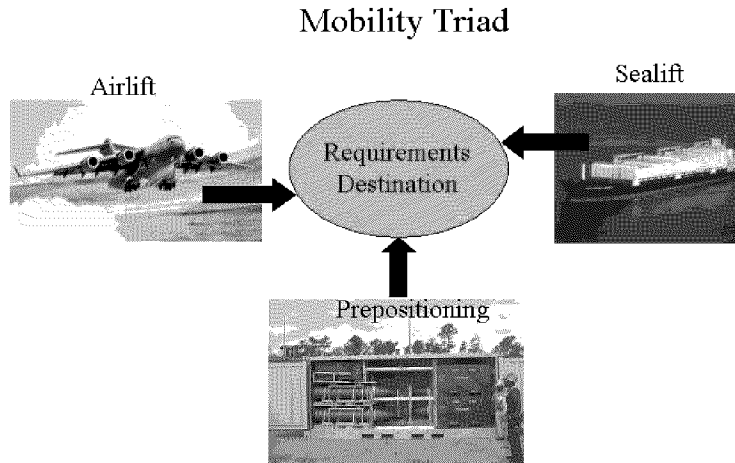 Mobility Triad
Airlift
Sealift
Requirements
Destination
Prepositioning